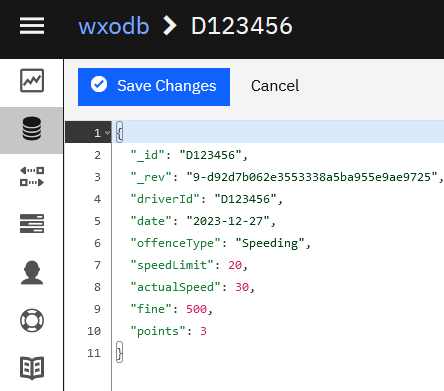 wxodb > D123456
Save Changes Cancel
1 {
2 "_id": "D123456",
3 "_rev": "9-d92d7b062e3553338a5ba955e9ae9725",
4 "driverId": "D123456",
5 "date": "2023-12-27",
6 "offenceType": "Speeding",
7 "speedLimit": 20,
8 "actualSpeed": 30,
9 "fine": 500,
10 "points": 3
11 }